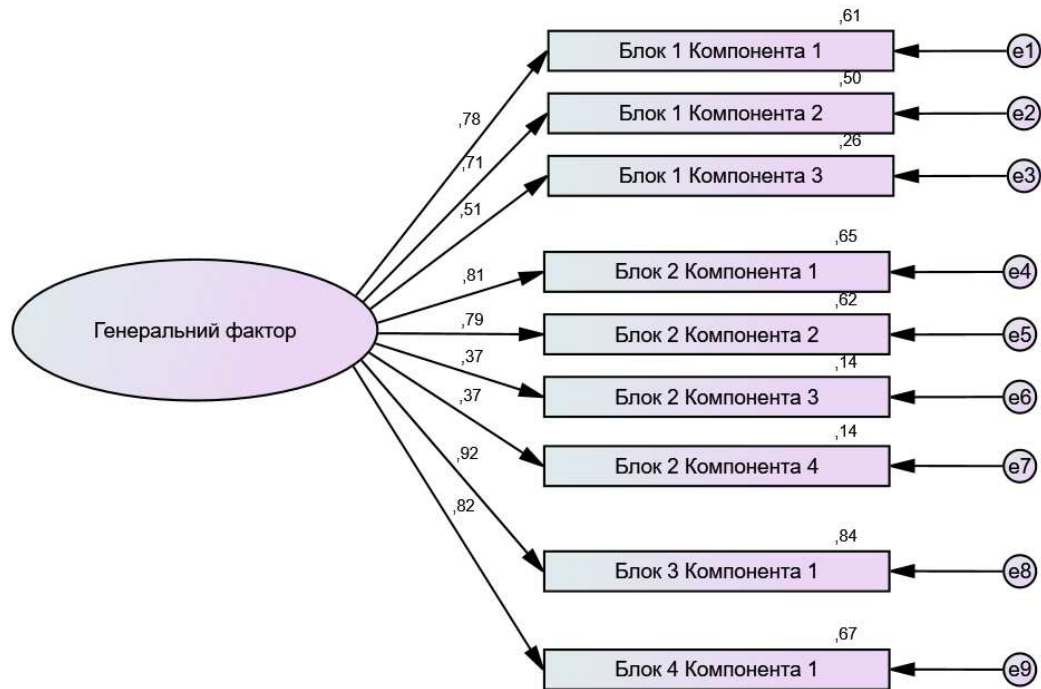 ,61
Блок 1 Компонента 1
e1
,50
Блок 1 Компонента 2
e2
,26
Блок 1 Компонента 3
e3
,78
,71
,51
,65
Блок 2 Компонента 1
e4
,81
,62
Блок 2 Компонента 2
e5
,79
Генеральний фактор
,14
Блок 2 Компонента 3
e6
,37
,14
Блок 2 Компонента 4
e7
,37
,92
,84
Блок 3 Компонента 1
e8
,82
,67
Блок 4 Компонента 1
e9